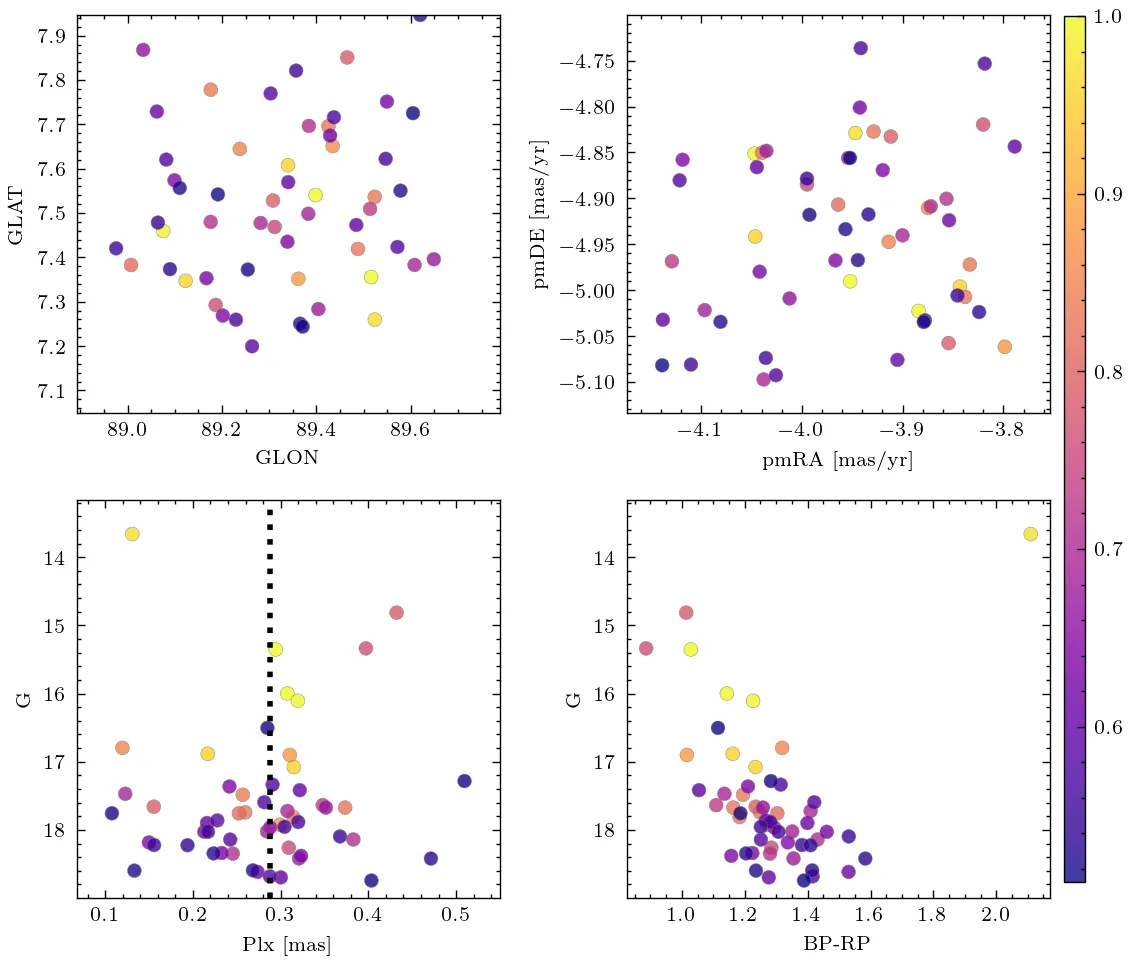 7.9
7.8
7.7
7.6
7.5
7.4
7.3
7.2
7.1
GLAT
89.0 89.2 89.4 89.6
GLON
−4.75
−4.80
−4.85
−4.90
−4.95
−5.00
−5.05
−5.10
pmDE [mas/yr]
−4.1 −4.0 −3.9 −3.8
pmRA [mas/yr]
1.0
0.9
0.8
0.7
0.6
14
15
16
17
18
G
0.1 0.2 0.3 0.4 0.5
Plx [mas]
14
15
16
17
18
G
1.0 1.2 1.4 1.6 1.8 2.0
BP-RP